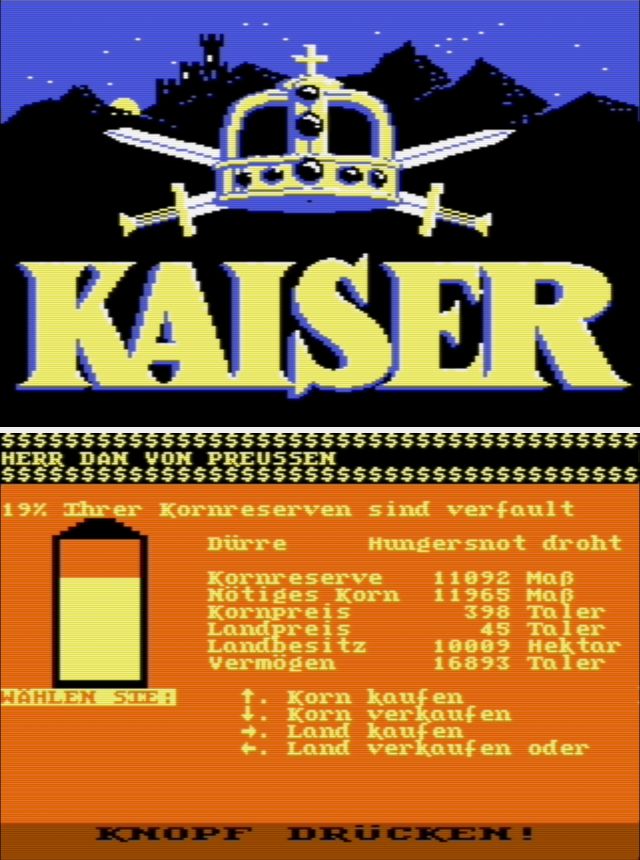 KAISER
$$$$$$$$$$$$$$$$$$$$$$$$$$$$$$$$$$$$$$$$
HERR DAN VON PREUSSEN
$$$$$$$$$$$$$$$$$$$$$$$$$$$$$$$$$$$$$$$$
19% Ihrer Kornreserven sind verfault
Dürre Hungersnot droht
Kornreserve 11092 Maß
Nötiges Korn 11965 Maß
Kornpreis 398 Taler
Landpreis 45 Taler
Landbesitz 10009 Hektar
Vermögen 16893 Taler
WÄHLEN SIE:
↑. Korn kaufen
↓. Korn verkaufen
→. Land kaufen
←. Land verkaufen oder
KNOPF DRÜCKEN!